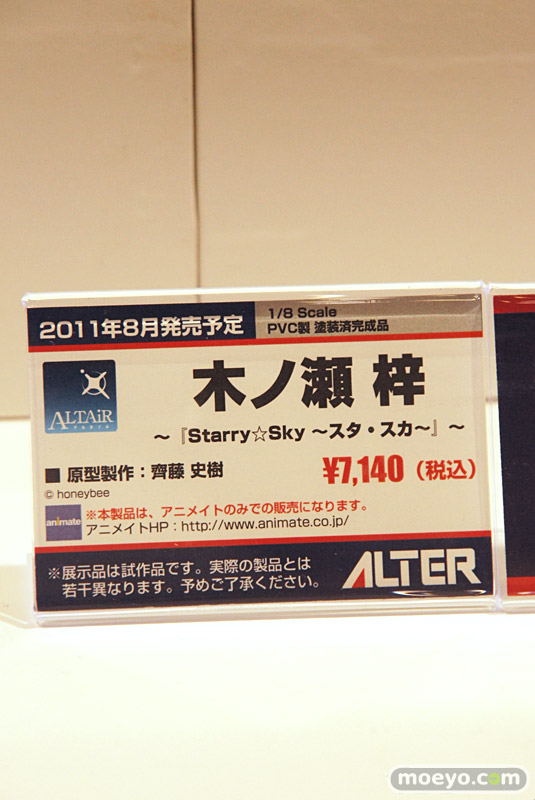 2011年8月発売予定
1/8 Scale
PVC製 塗装済完成品
ALTAiR
木ノ瀬 梓
～『Starry☆Sky ～スタ・スカ～』～
■ 原型製作：齊藤 史樹
¥7,140（税込）
© honeybee
animate
※本製品は、アニメイトのみでの販売になります。
アニメイトHP：http://www.animate.co.jp/
※展示品は試作品です。実際の製品とは
若干異なります。予めご了承ください。
ALTER
moeyo.com